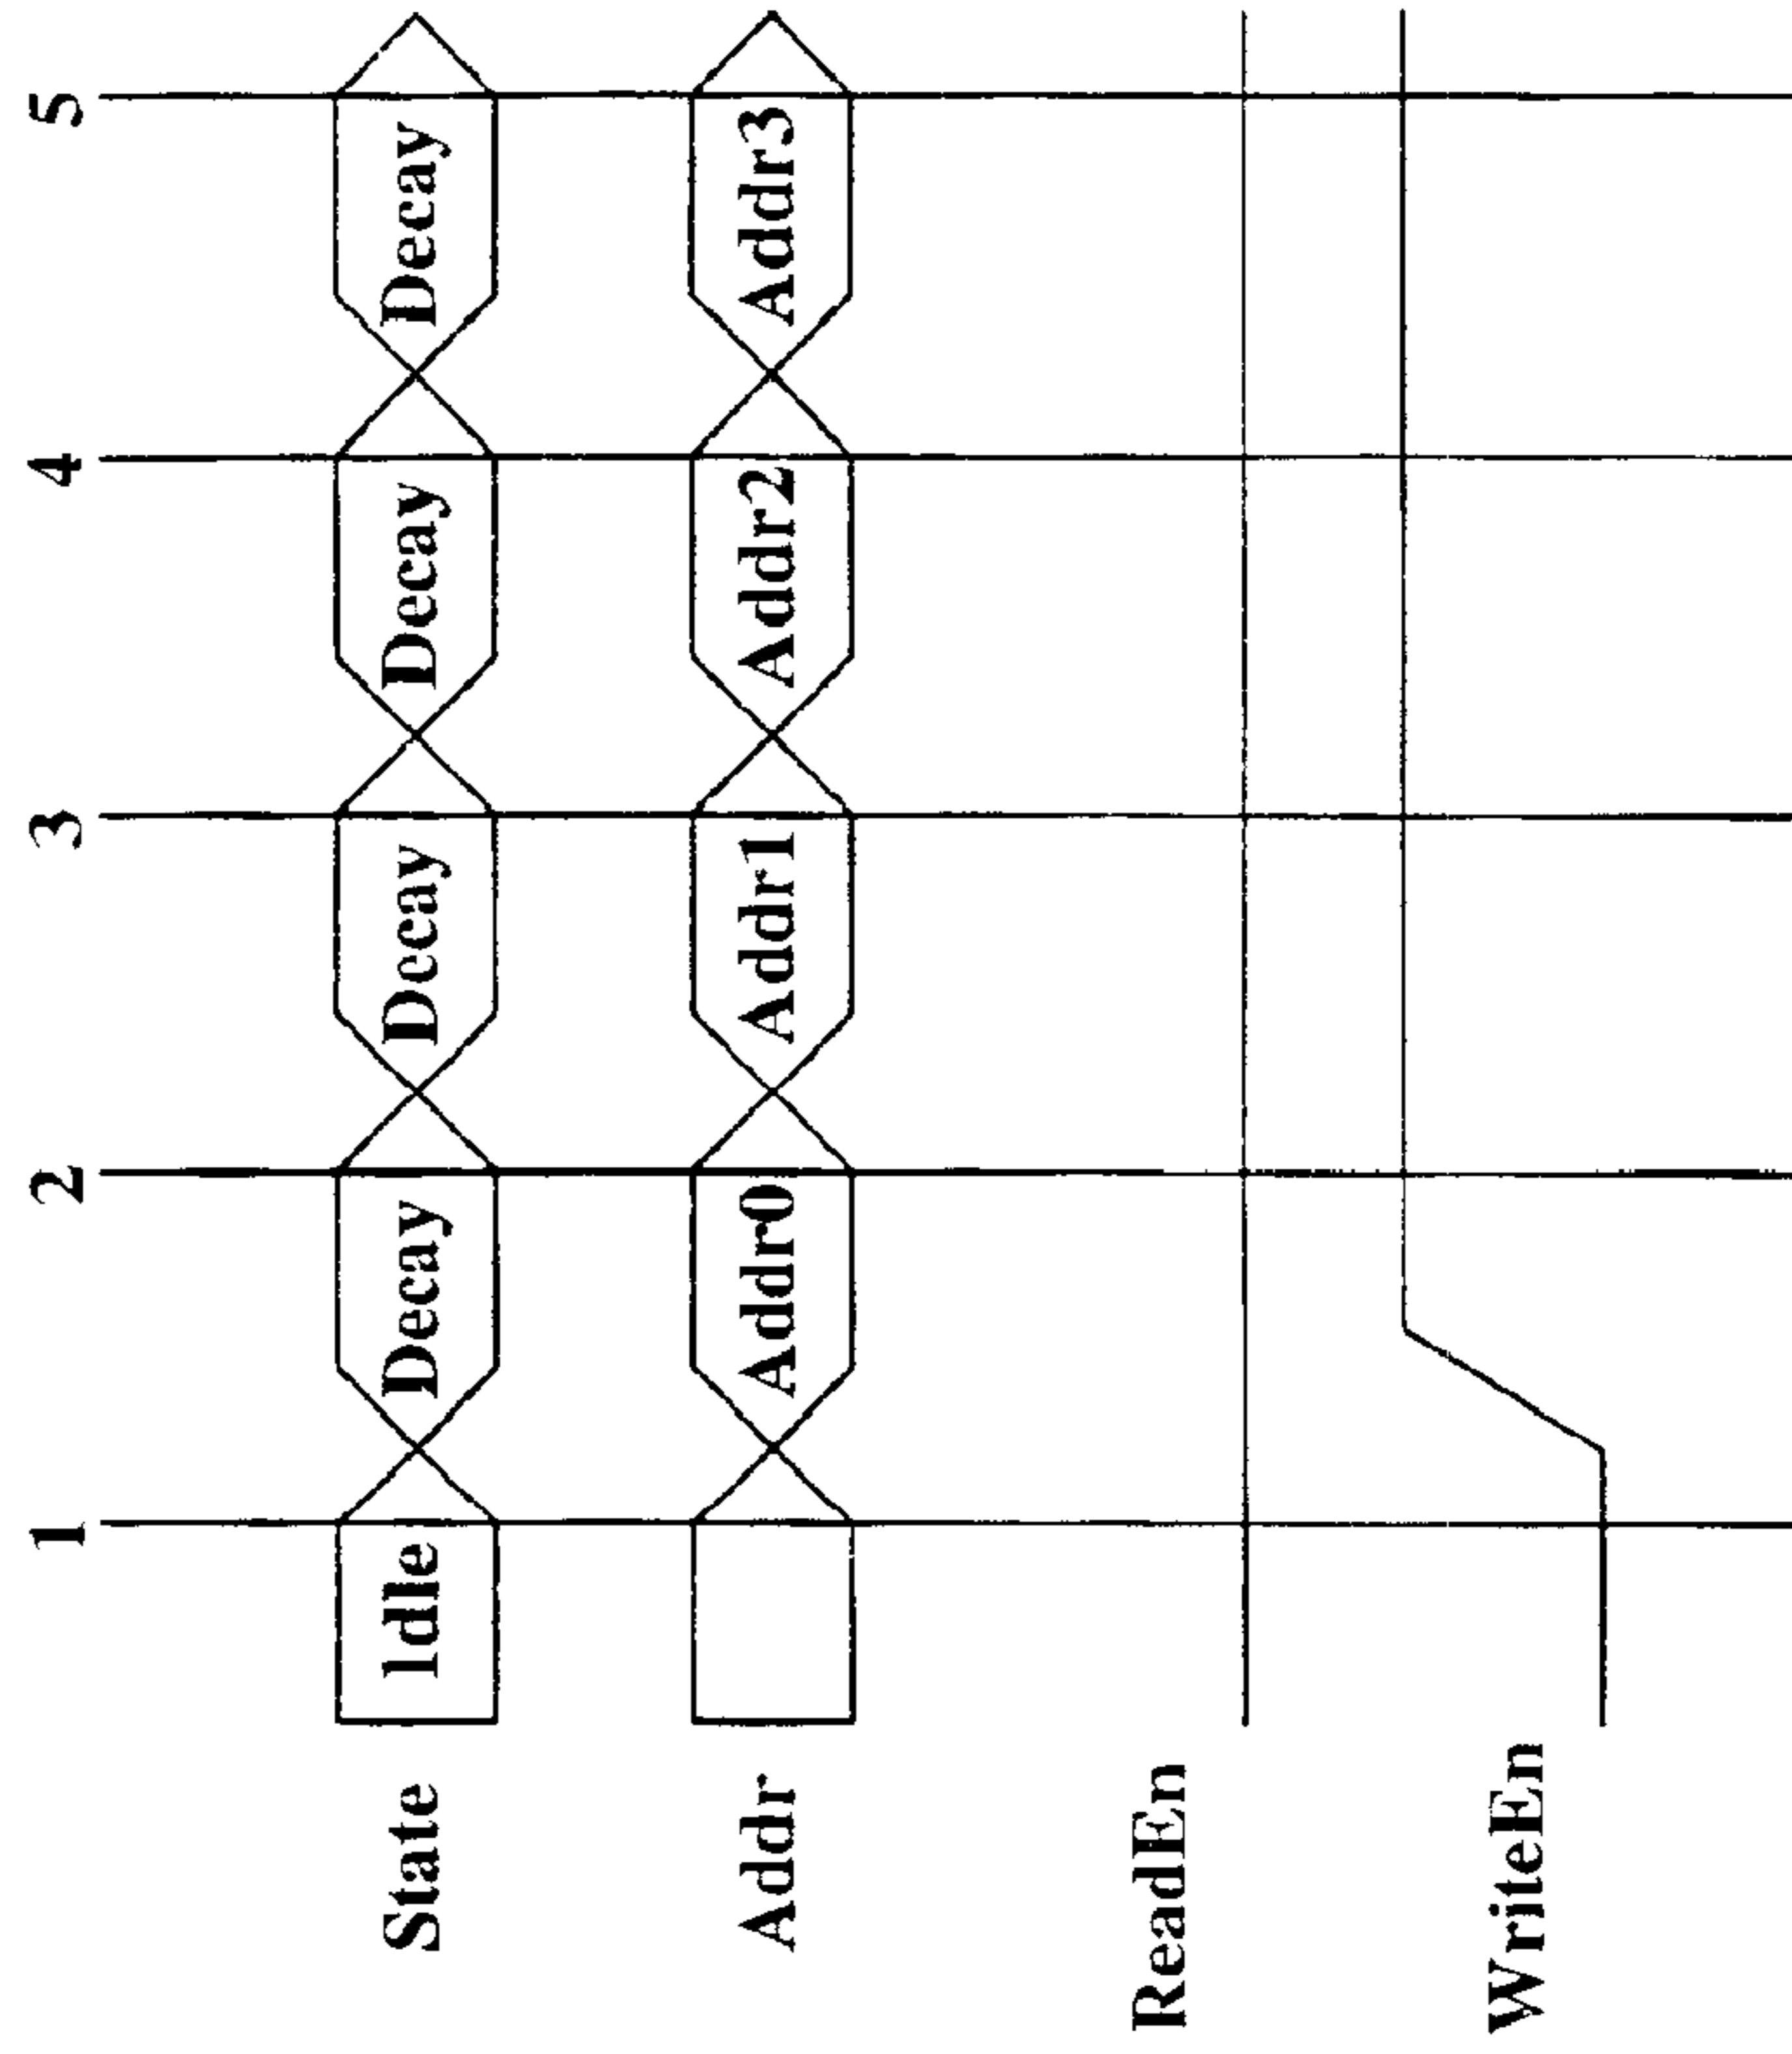 1 2 3 4 5
State Idle Decay Decay Decay Decay
Addr Addr0 Addr1 Addr2 Addr3
ReadEn
WriteEn